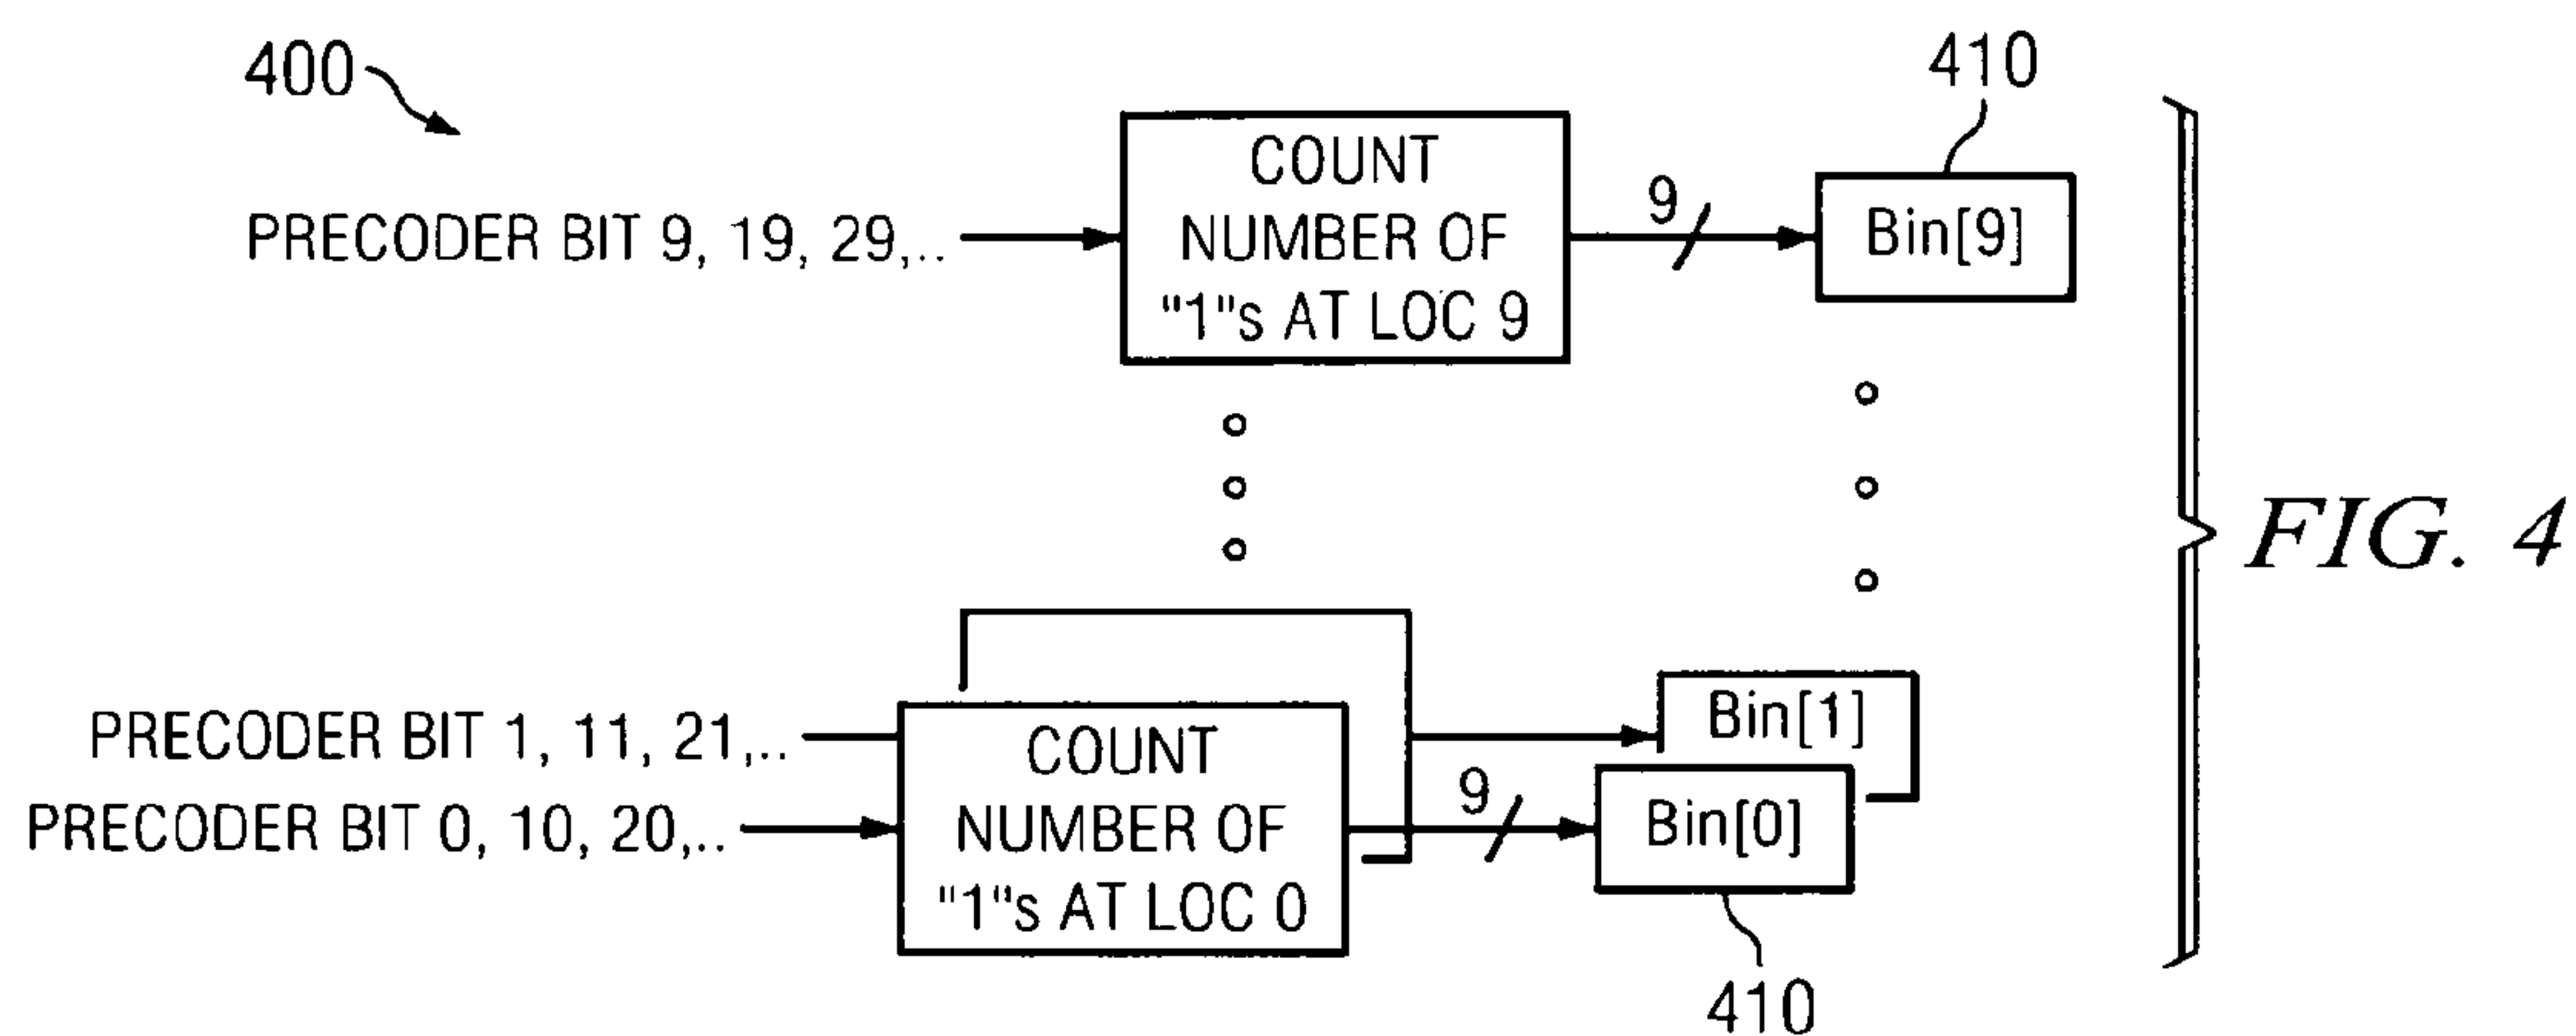 400
410
COUNT
NUMBER OF
"1"s AT LOC 9
PRECODER BIT 9, 19, 29,..
9
Bin[9]
FIG. 4
PRECODER BIT 1, 11, 21,..
Bin[1]
PRECODER BIT 0, 10, 20,..
COUNT
NUMBER OF
"1"s AT LOC 0
9
Bin[0]
410